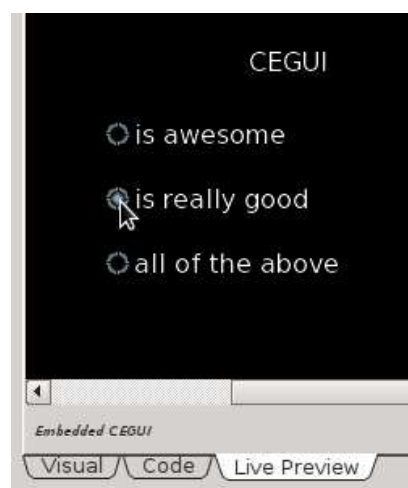 CEGUI
is awesome
is really good
all of the above
Embedded CEGUI
Visual Code Live Preview